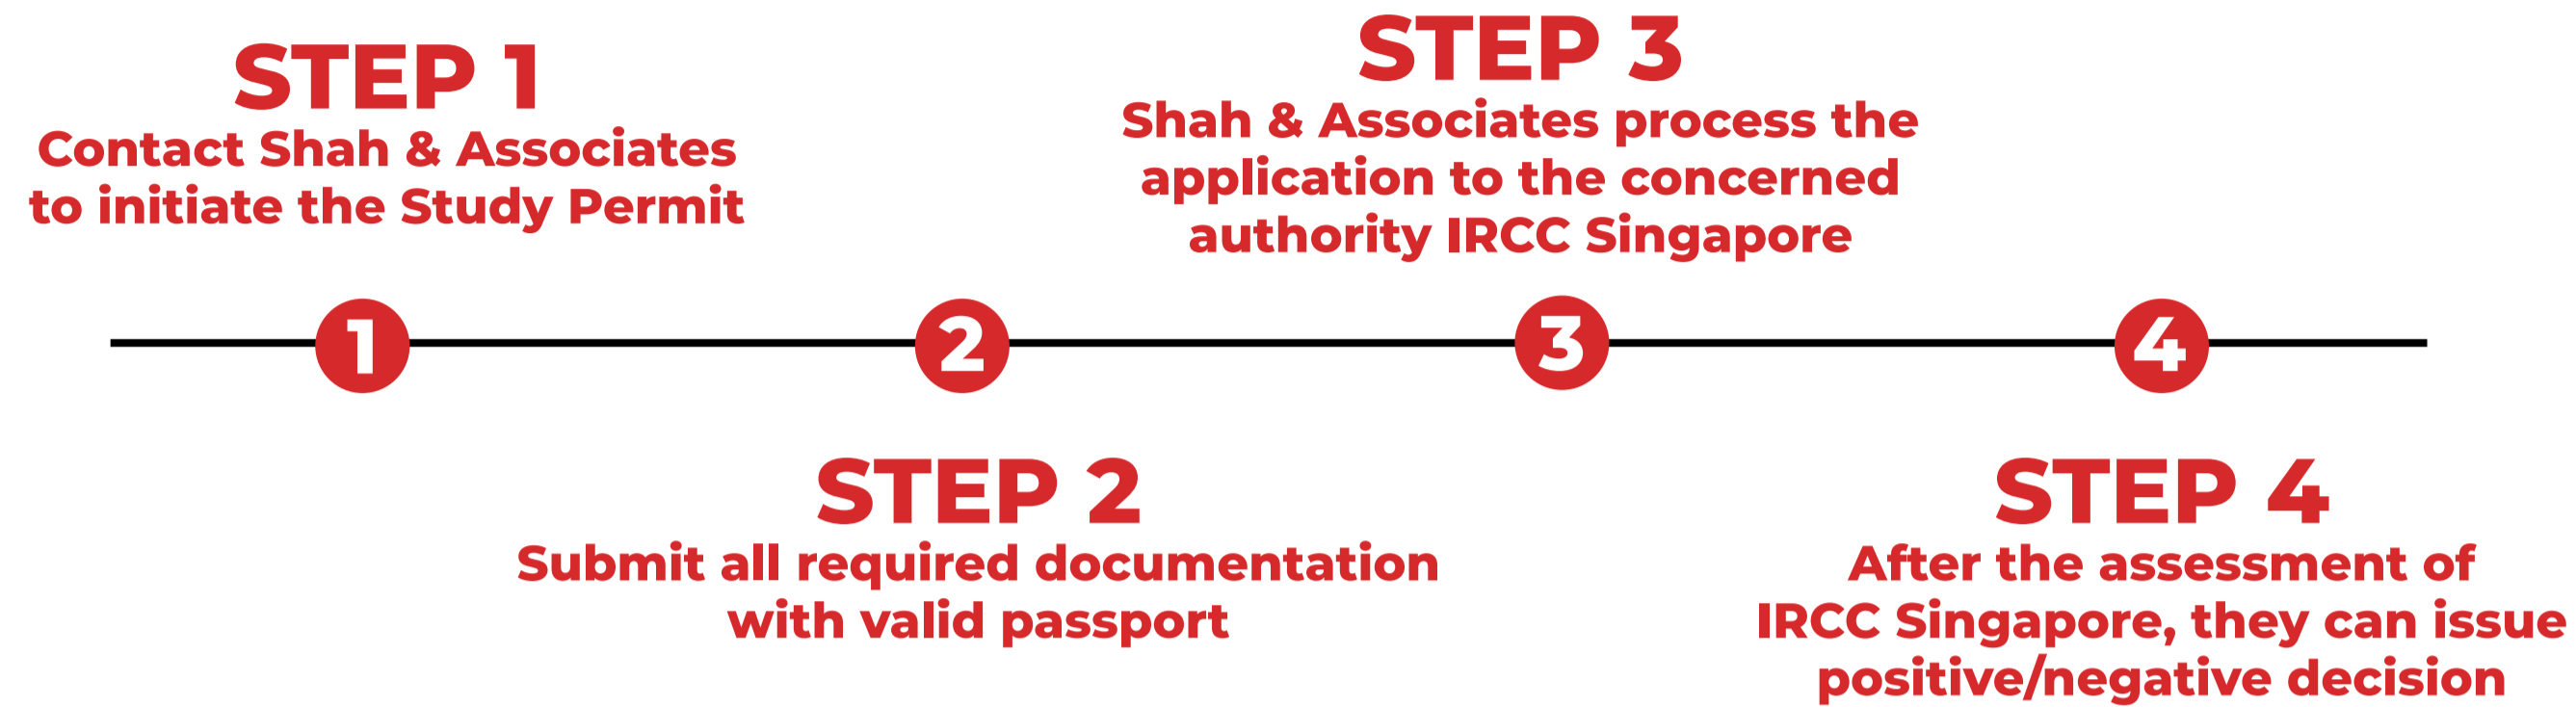 STEP 1
Contact Shah & Associates
to initiate the Study Permit
STEP 3
Shah & Associates process the
application to the concerned
authority IRCC Singapore
1
2
3
4
STEP 2
Submit all required documentation
with valid passport
STEP 4
After the assessment of
IRCC Singapore, they can issue
positive/negative decision